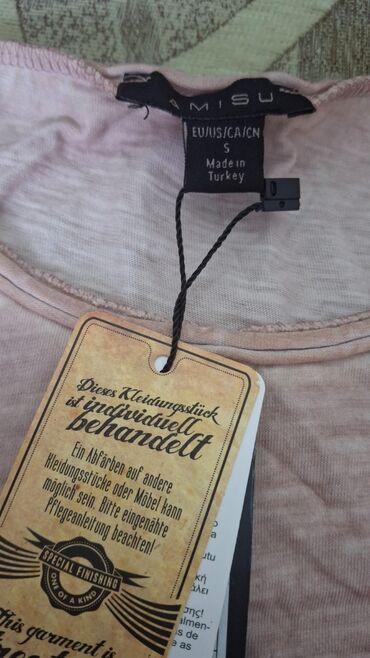 AMISU
EU/US/CA/CN
S
Made in
Turkey
Dieses Kleidungsstück
ist individuell
behandelt
Ein Abfärben auf andere
Kleidungsstücke oder Möbel kann
möglich sein. Bitte eingenähte
Pflegeanleitung beachten!
SPECIAL FINISHING
ONE OF A KIND
This garment is